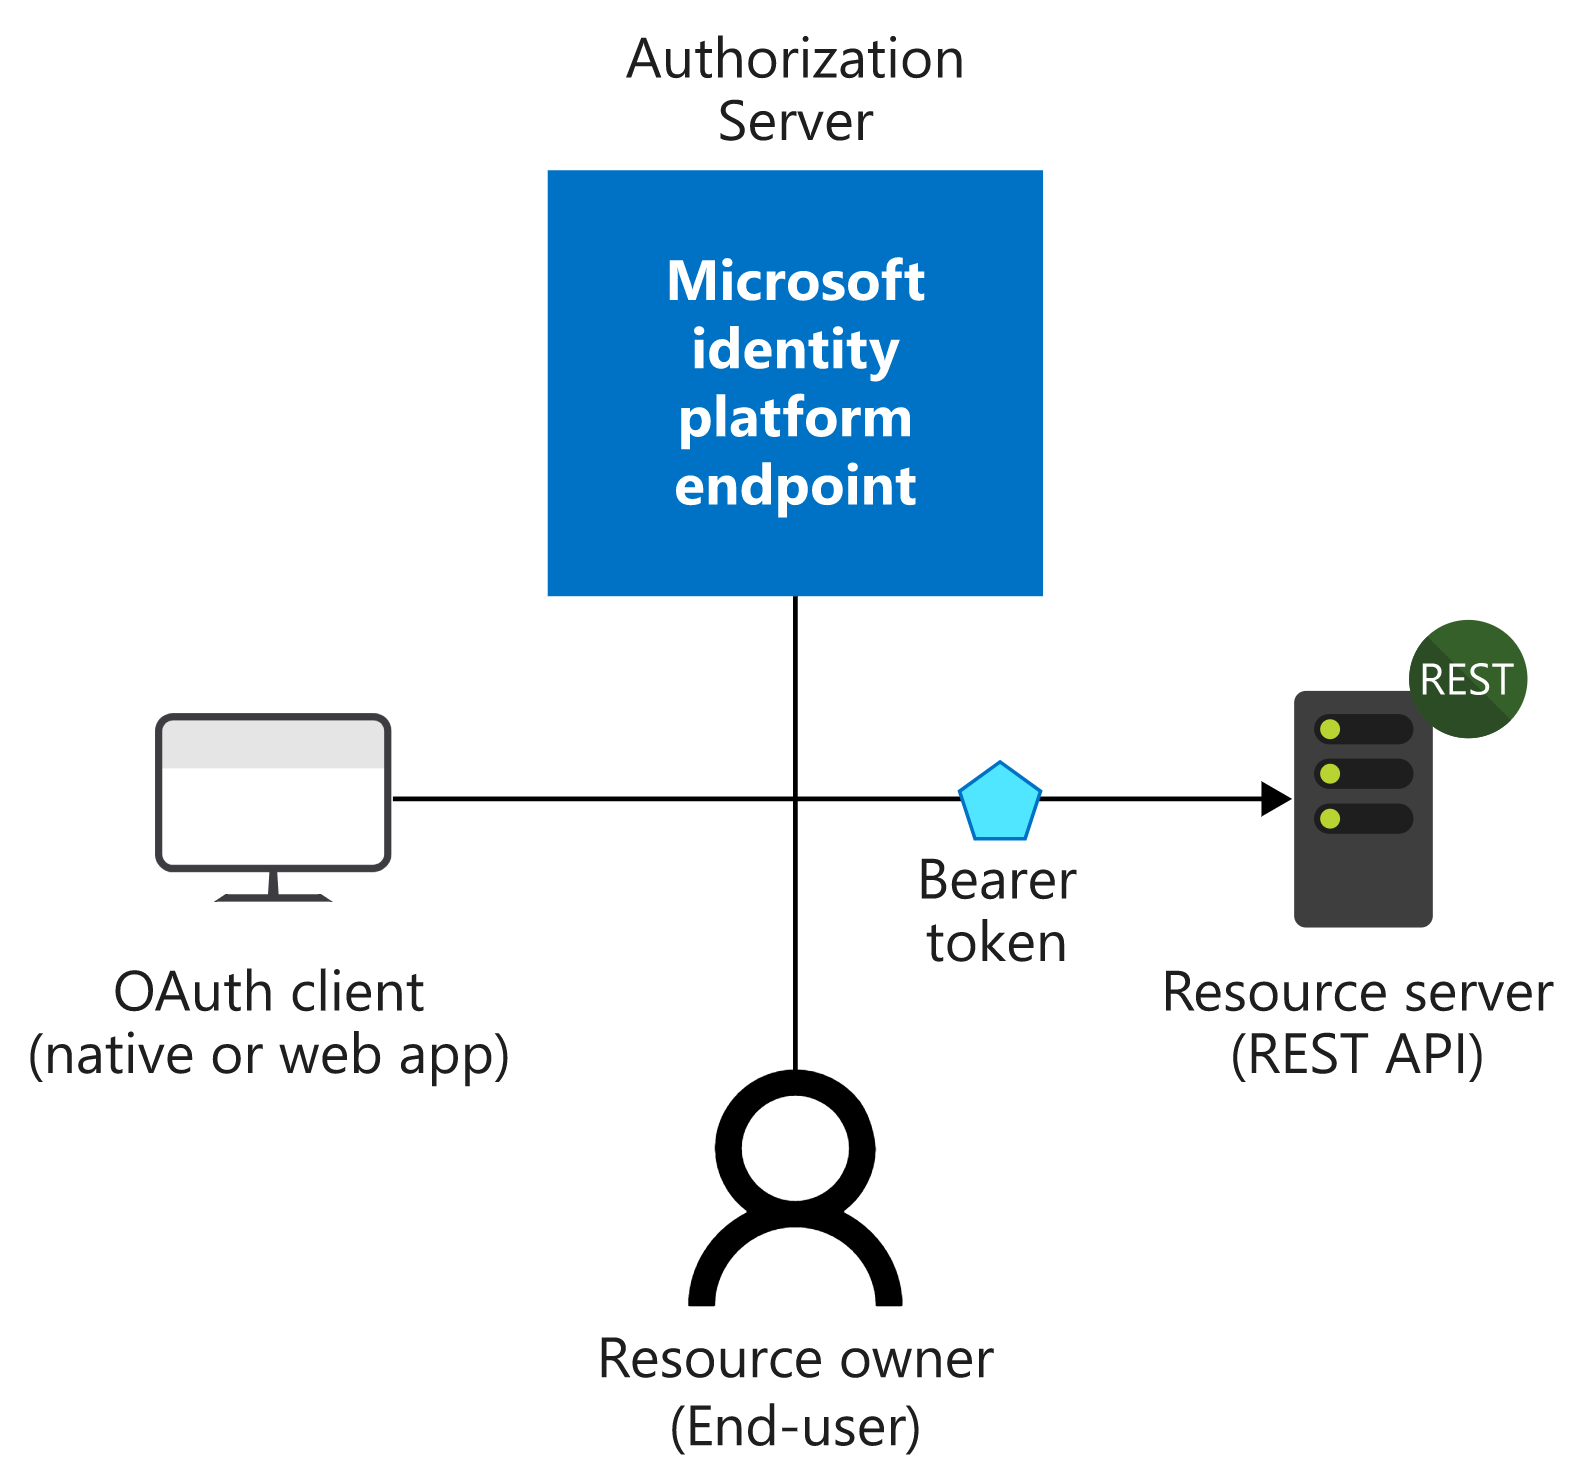 Authorization
Server
Microsoft
identity
platform
endpoint
REST
Bearer
token
OAuth client
(native or web app)
Resource server
(REST API)
Resource owner
(End-user)